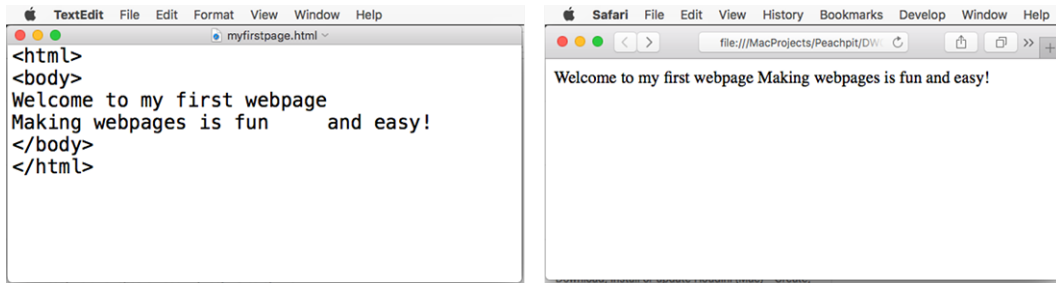 TextEdit File Edit Format View Window Help
myfirstpage.html
<html>
<body>
Welcome to my first webpage
Making webpages is fun     and easy!
</body>
</html>
Safari File Edit View History Bookmarks Develop Window Help
file:///MacProjects/Peachpit/DW
Welcome to my first webpage Making webpages is fun and easy!